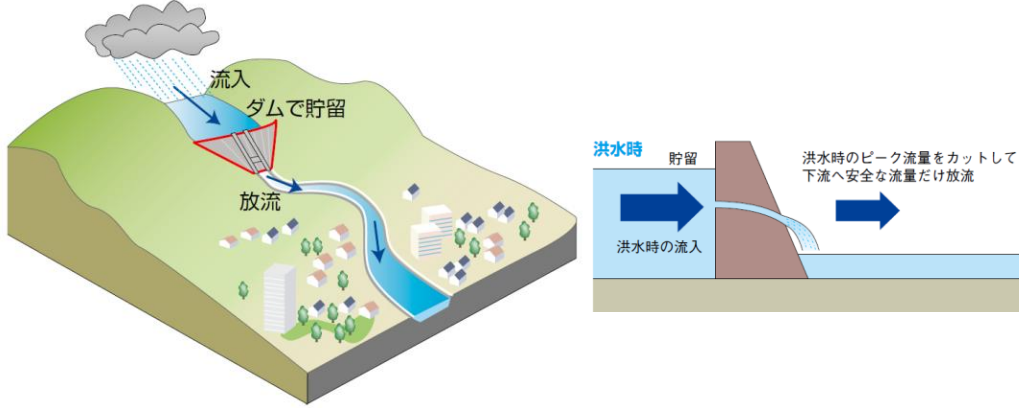 流入
ダムで貯留
放流
洪水時
貯留
洪水時のピーク流量をカットして
下流へ安全な流量だけ放流
洪水時の流入